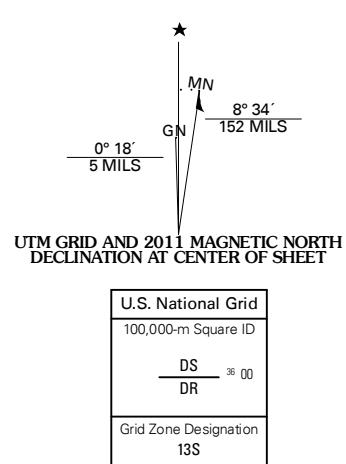 ★
MN
8° 34´
152 MILS
GN
0° 18´
5 MILS
UTM GRID AND 2011 MAGNETIC NORTH
DECLINATION AT CENTER OF SHEET
U.S. National Grid
100,000-m Square ID
DS
36 00
DR
Grid Zone Designation
13S